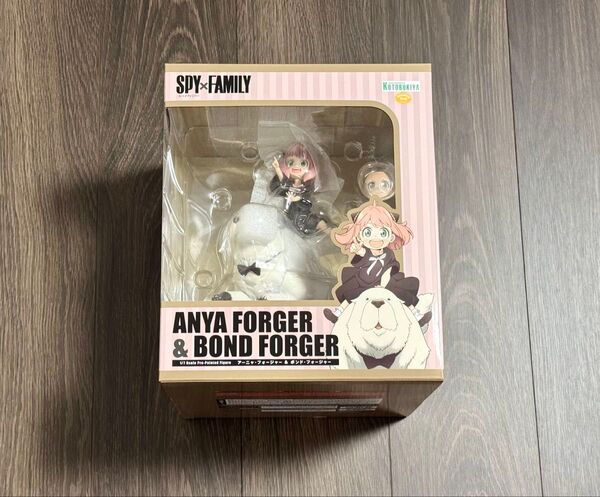 SPY×FAMILY
KOTOBUKIYA
ANYA FORGER
& BOND FORGER
1/7 Scale Pre-Painted Figure アーニャ・フォージャー & ボンド・フォージャー